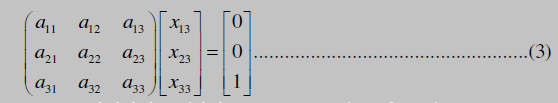 a11 a12 a13 x13 0
a21 a22 a23 x23 = 0 ........................................................(3)
a31 a32 a33 x33 1